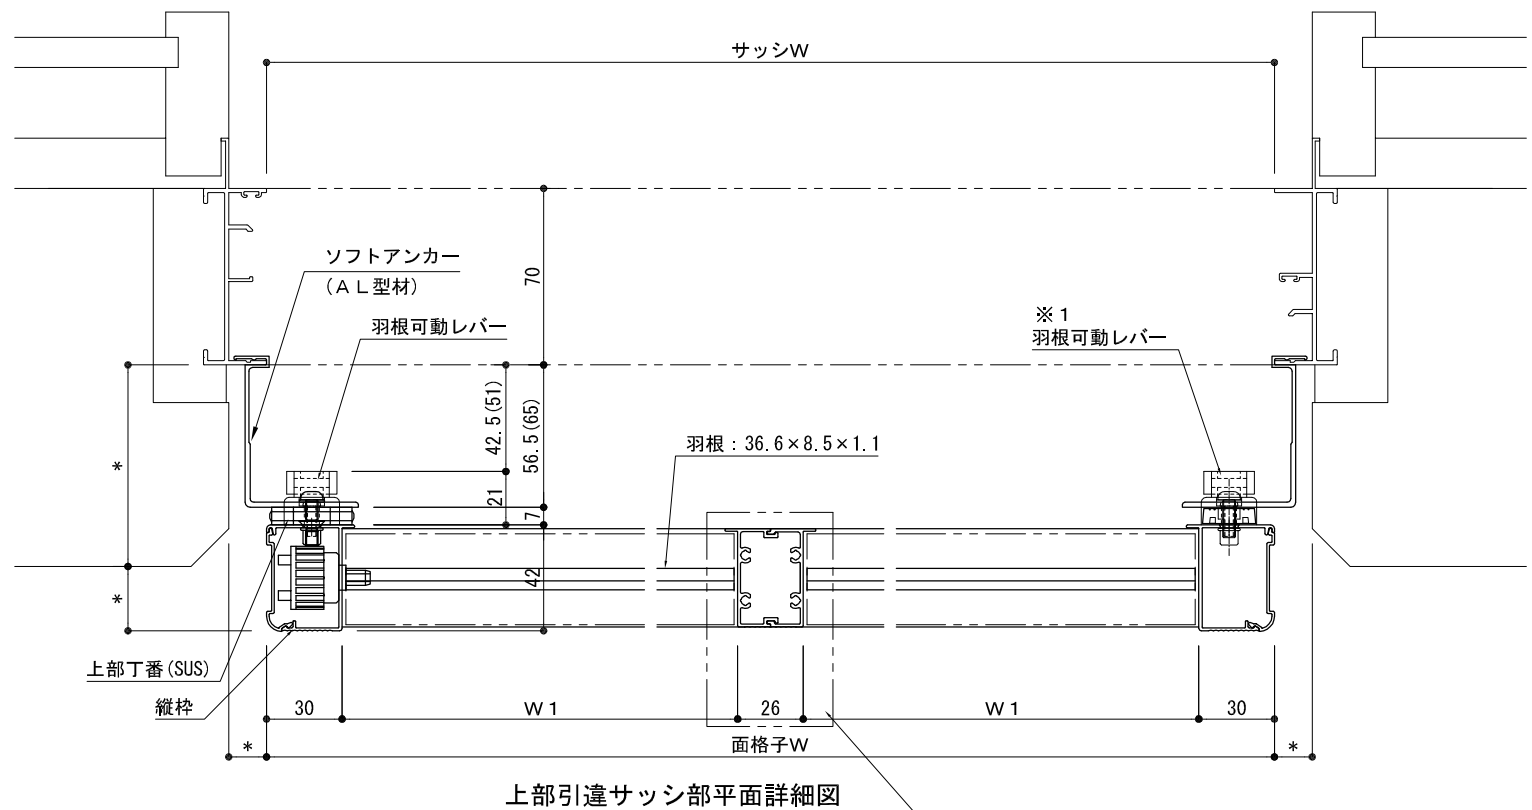 サッシW
ソフトアンカー
(AL型材)
70
羽根可動レバー
※1
羽根可動レバー
42.5(51)
56.5(65)
羽根：36.6×8.5×1.1
*
21
7
42
*
上部丁番(SUS)
縦枠
30
W1
26
W1
30
*
面格子W
*
上部引違サッシ部平面詳細図